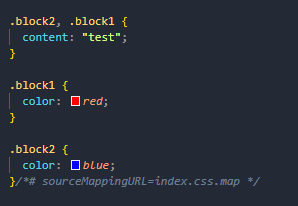 .block2, .block1 {
  content: "test";
}

.block1 {
  color: red;
}

.block2 {
  color: blue;
}/*# sourceMappingURL=index.css.map */